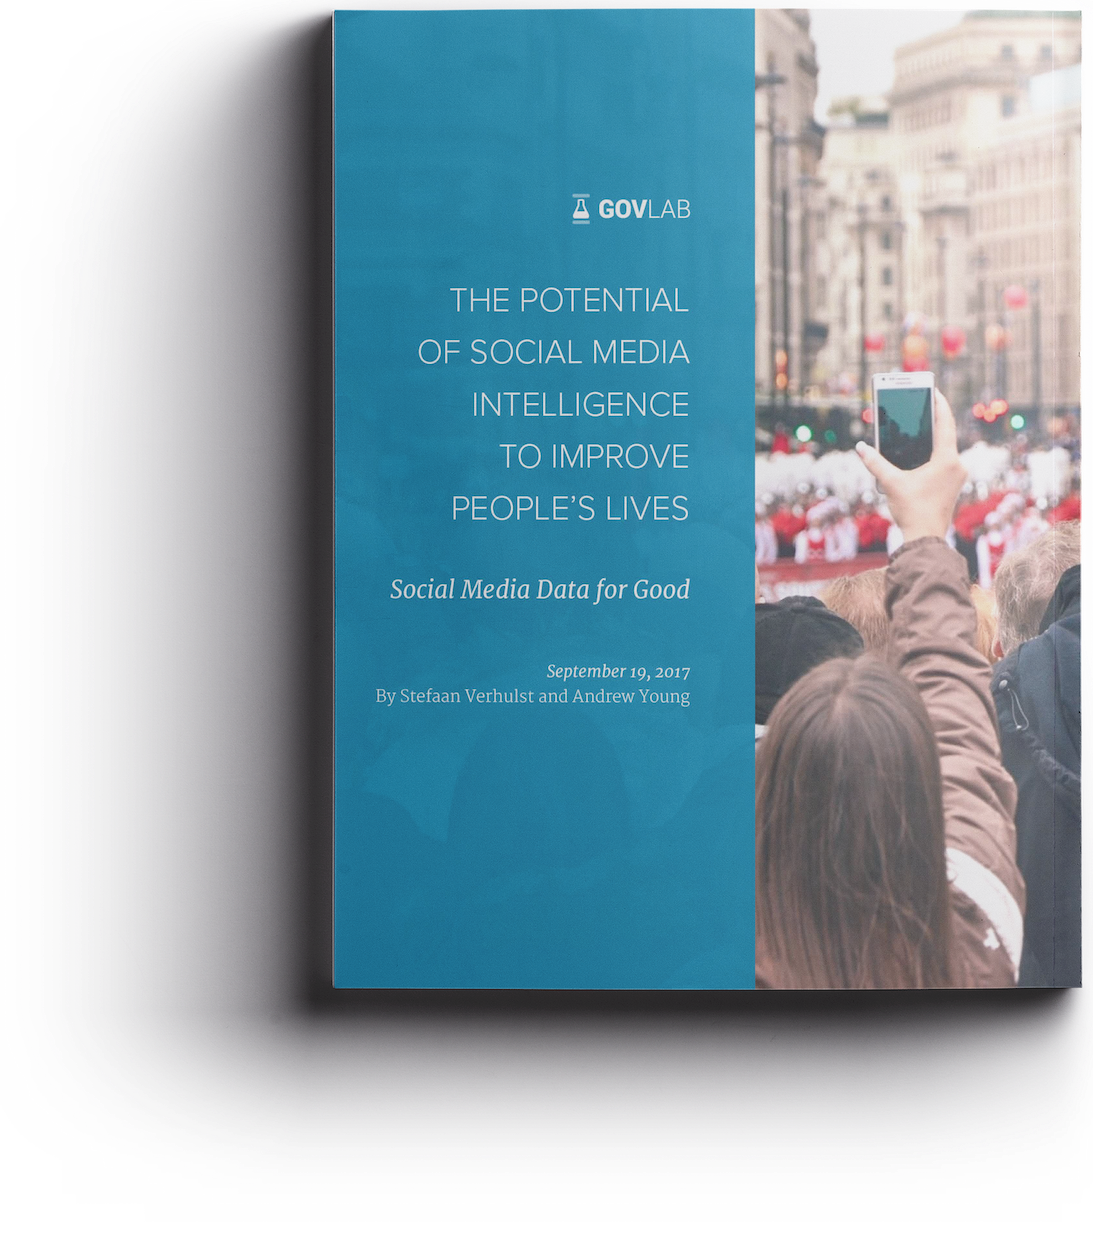 GOVLAB
THE POTENTIAL
OF SOCIAL MEDIA
INTELLIGENCE
TO IMPROVE
PEOPLE'S LIVES
Social Media Data for Good
September 19, 2017
By Stefaan Verhulst and Andrew Young